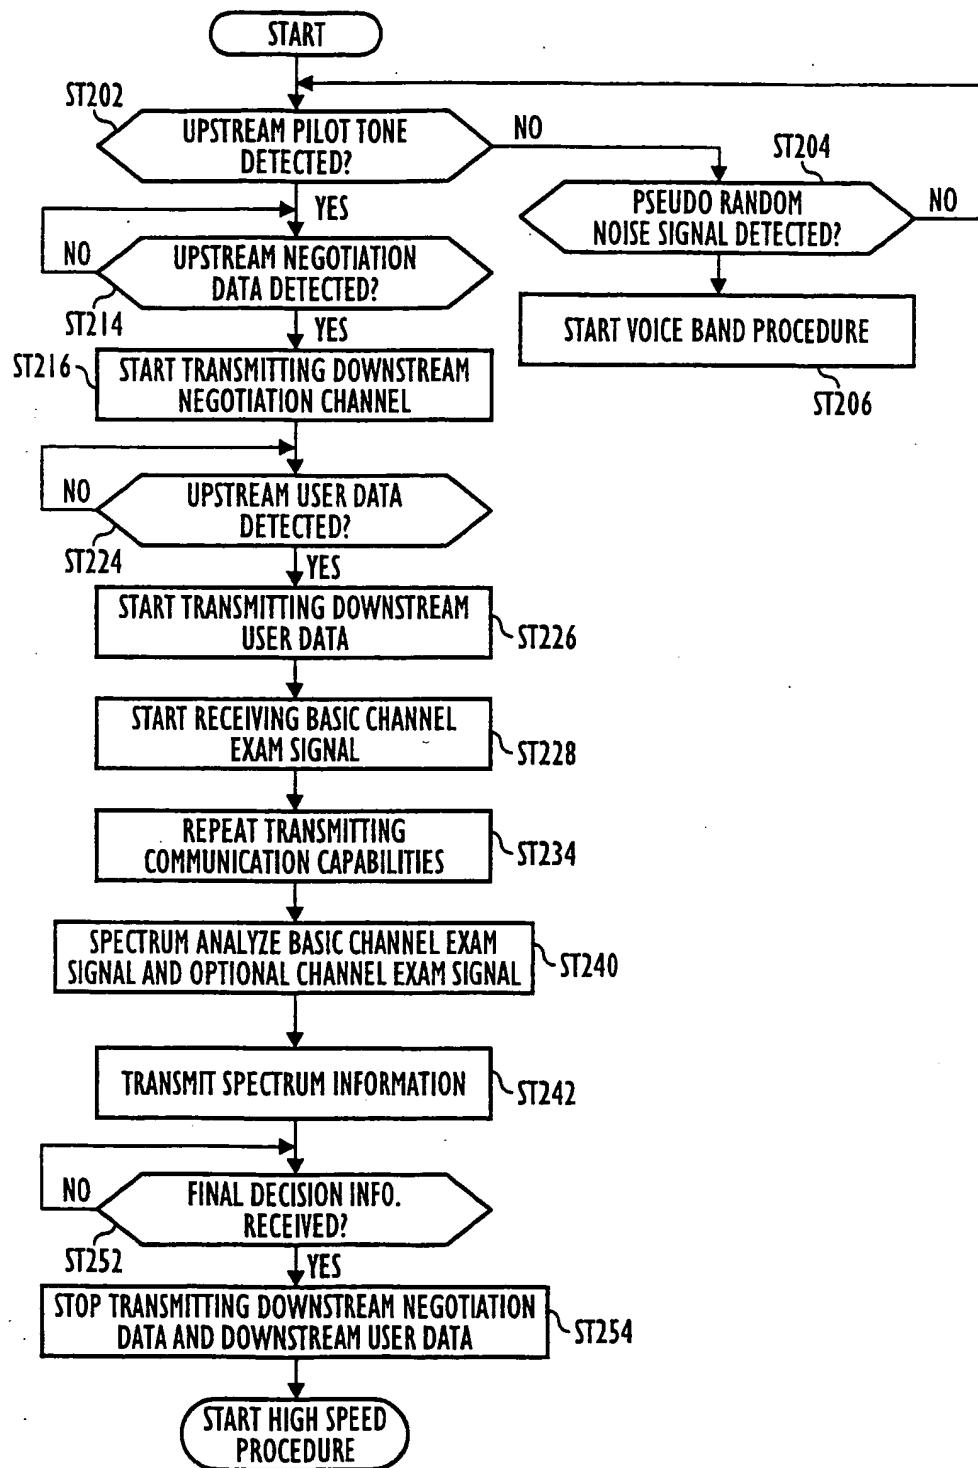 START
ST202
UPSTREAM PILOT TONE
DETECTED?
NO
ST204
PSEUDO RANDOM
NOISE SIGNAL DETECTED?
NO
YES
NO
UPSTREAM NEGOTIATION
DATA DETECTED?
ST214
YES
START VOICE BAND PROCEDURE
ST206
ST216
START TRANSMITTING DOWNSTREAM
NEGOTIATION CHANNEL
NO
UPSTREAM USER DATA
DETECTED?
ST224
YES
START TRANSMITTING DOWNSTREAM
USER DATA
ST226
START RECEIVING BASIC CHANNEL
EXAM SIGNAL
ST228
REPEAT TRANSMITTING
COMMUNICATION CAPABILITIES
ST234
SPECTRUM ANALYZE BASIC CHANNEL EXAM
SIGNAL AND OPTIONAL CHANNEL EXAM SIGNAL
ST240
TRANSMIT SPECTRUM INFORMATION
ST242
NO
FINAL DECISION INFO.
RECEIVED?
ST252
YES
STOP TRANSMITTING DOWNSTREAM NEGOTIATION
DATA AND DOWNSTREAM USER DATA
ST254
START HIGH SPEED
PROCEDURE